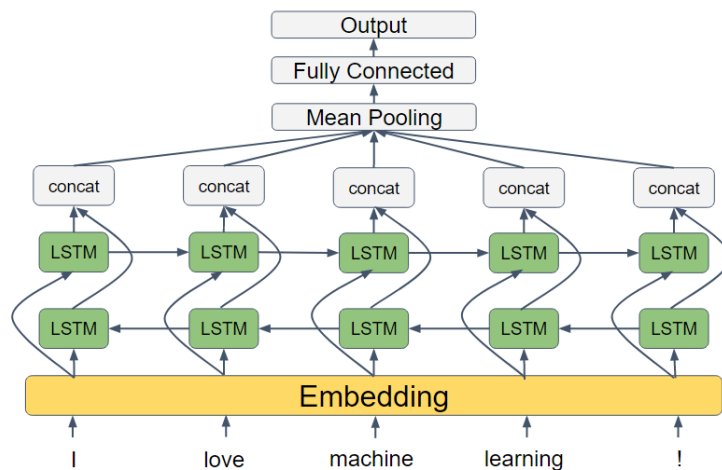 Output
Fully Connected
Mean Pooling
concat concat concat concat concat
LSTM LSTM LSTM LSTM LSTM
LSTM LSTM LSTM LSTM LSTM
Embedding
I love machine learning !